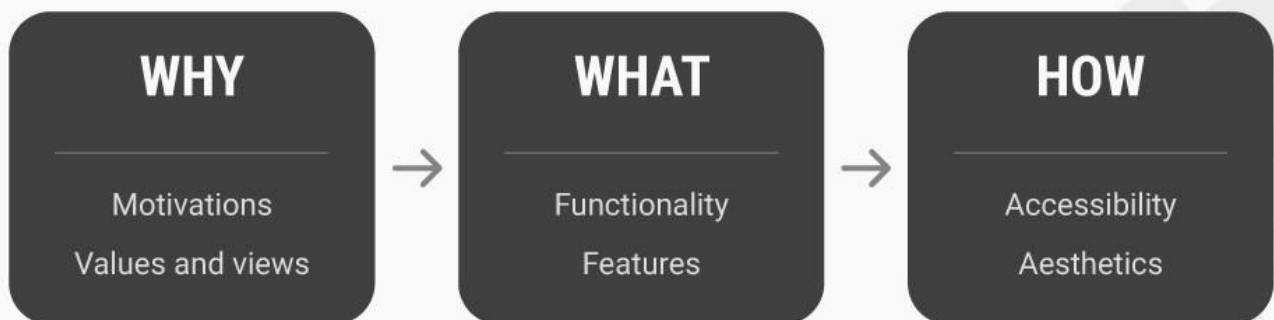 WHY
Motivations
Values and views
WHAT
Functionality
Features
HOW
Accessibility
Aesthetics